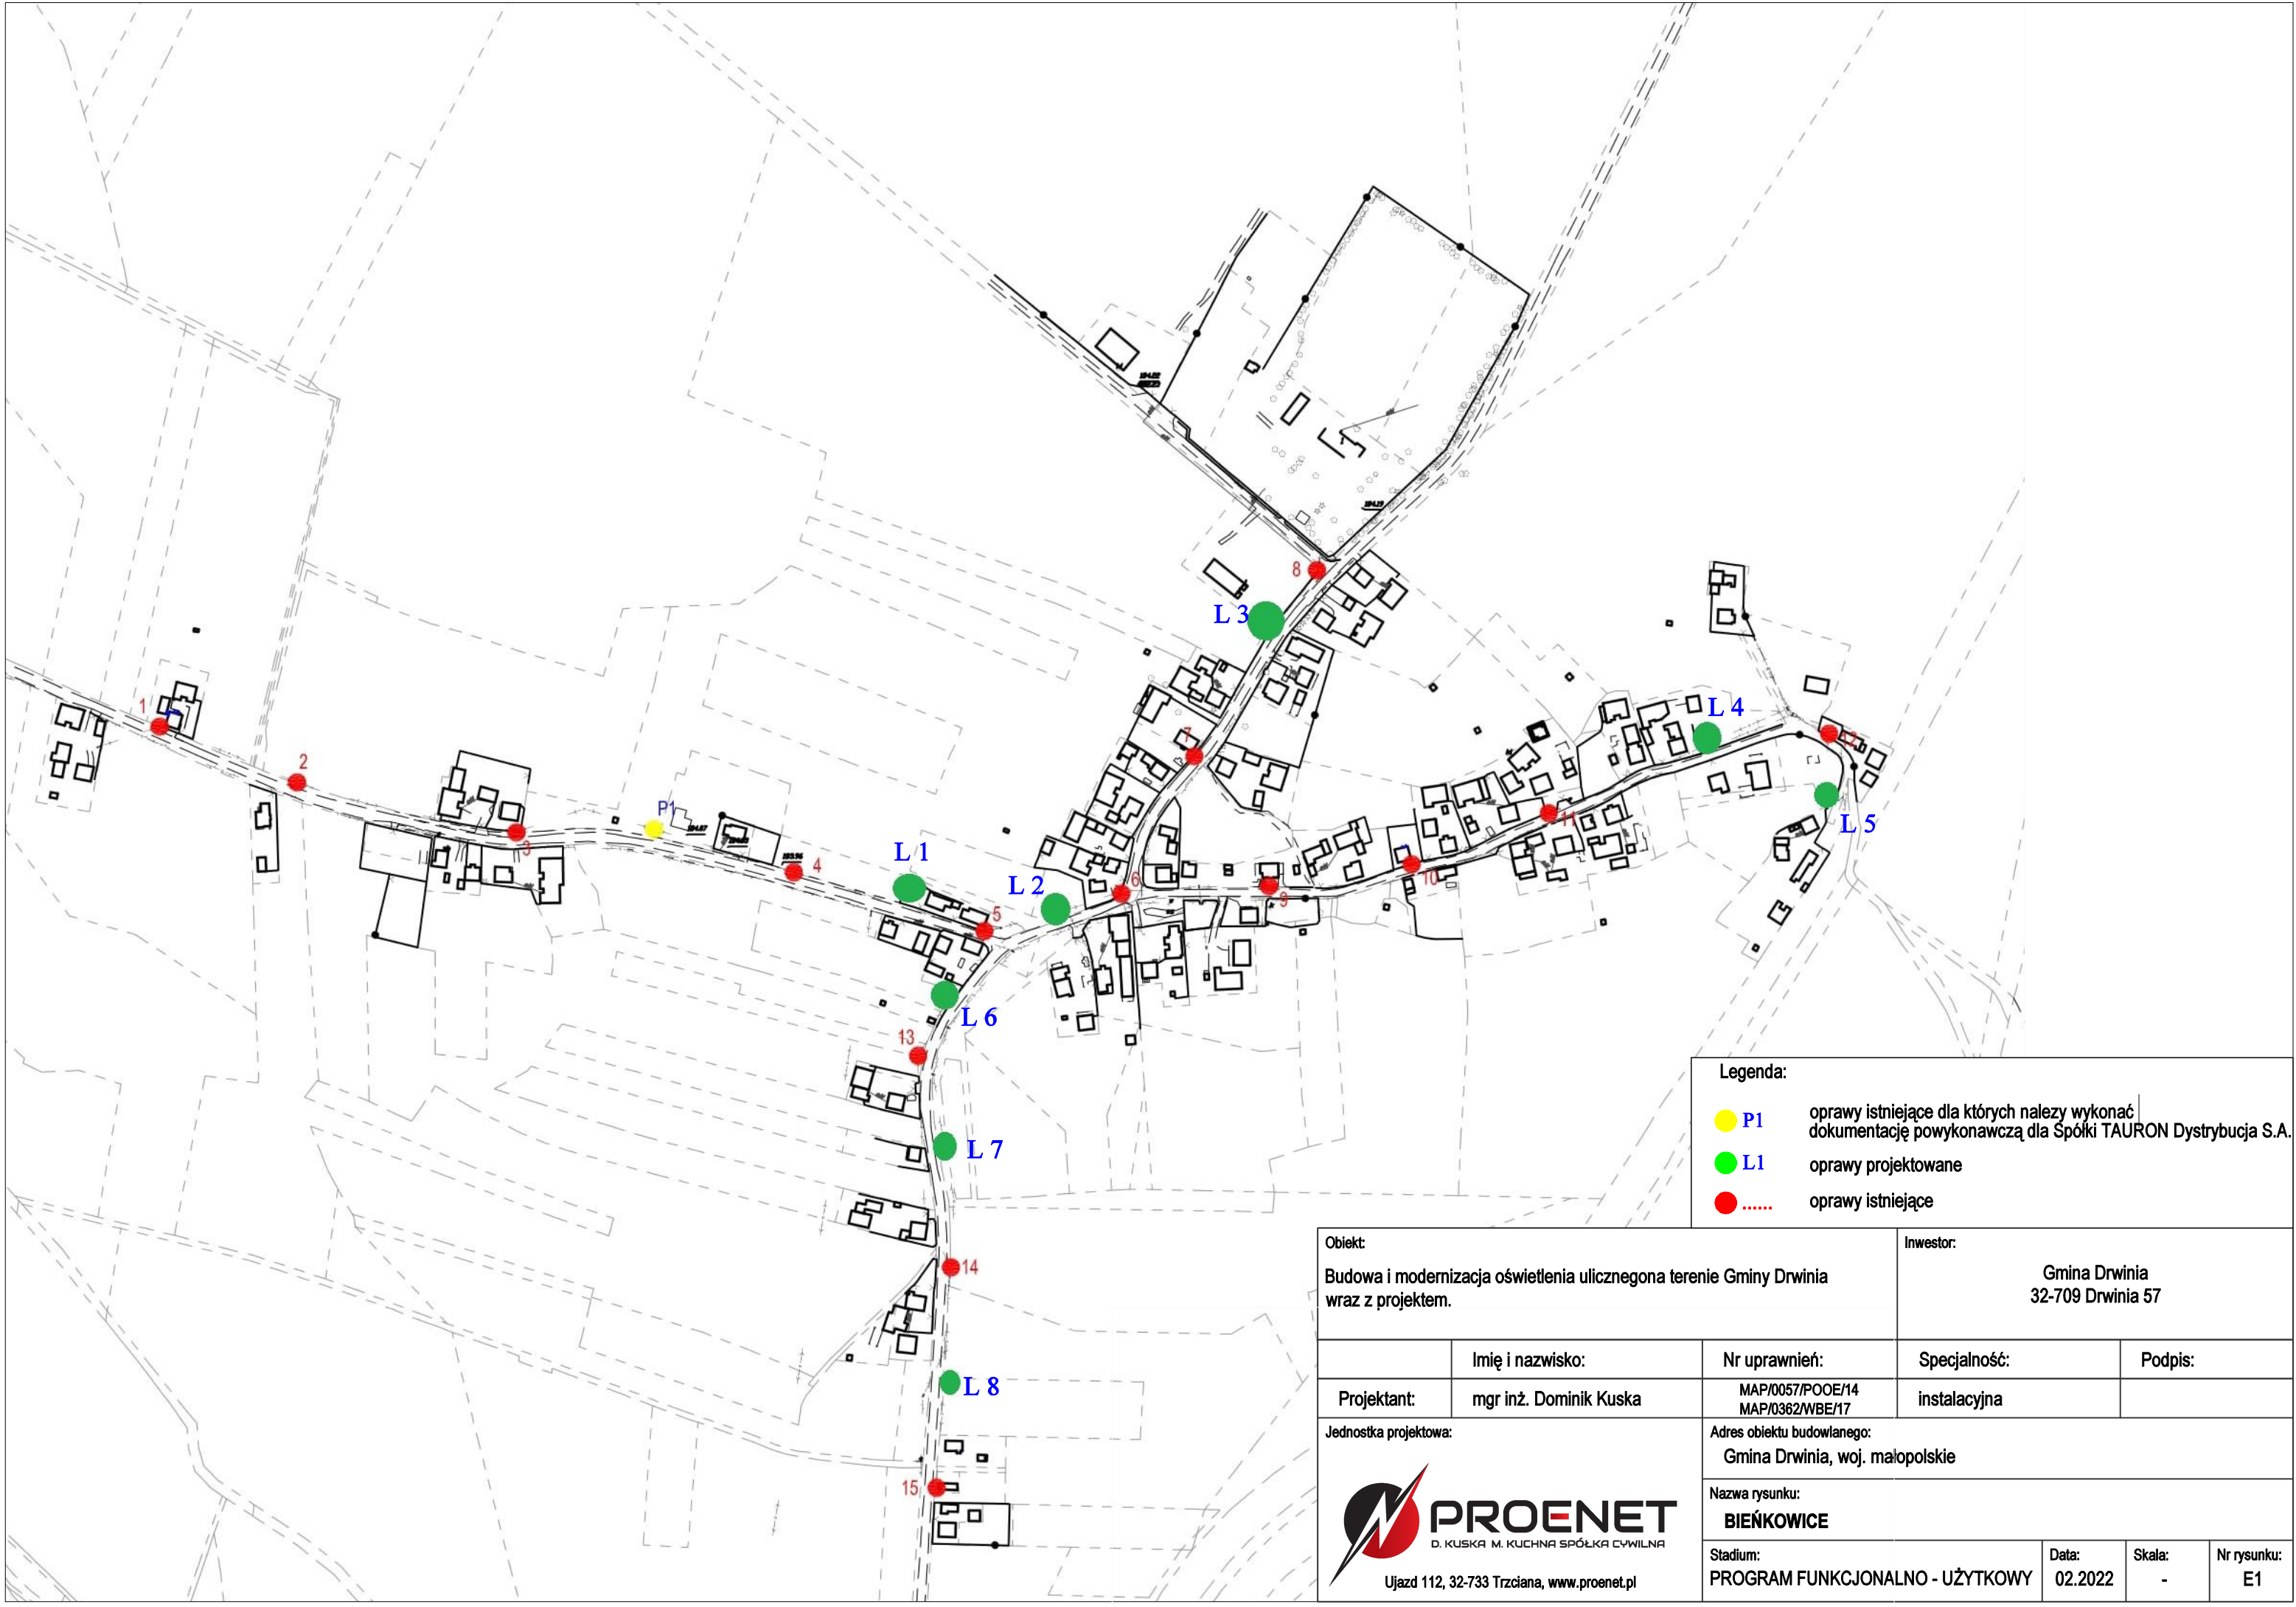 8
L 3
L 4
1
7
12
2
P1
L 5
3
11
194.87
193.96
4
L 1
10
L 2
6
9
5
L 6
13
L 7
14
L 8
15
194.19
Legenda:
P1 oprawy istniejące dla których nalezy wykonać
dokumentację powykonawczą dla Spółki TAURON Dystrybucja S.A.
L1 oprawy projektowane
...... oprawy istniejące
Obiekt:
Budowa i modernizacja oświetlenia ulicznegona terenie Gminy Drwinia
wraz z projektem.
Inwestor:
Gmina Drwinia
32-709 Drwinia 57
Imię i nazwisko: Nr uprawnień: Specjalność: Podpis:
Projektant: mgr inż. Dominik Kuska MAP/0057/POOE/14 instalacyjna
MAP/0362/WBE/17
Jednostka projektowa:
PROENET
D. KUSKA M. KUCHNA SPÓŁKA CYWILNA
Ujazd 112, 32-733 Trzciana, www.proenet.pl
Adres obiektu budowlanego:
Gmina Drwinia, woj. małopolskie
Nazwa rysunku:
BIEŃKOWICE
Stadium: Data: Skala: Nr rysunku:
PROGRAM FUNKCJONALNO - UŻYTKOWY 02.2022 - E1